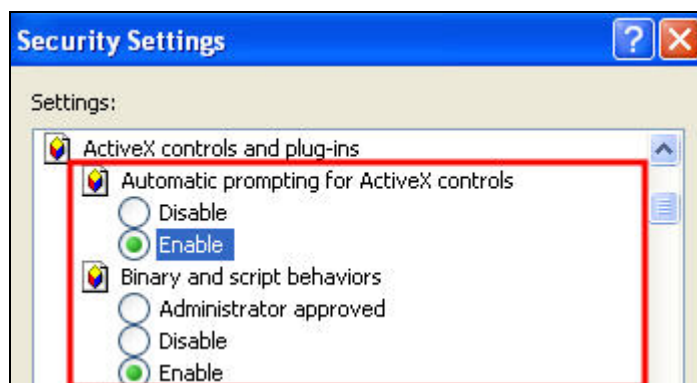 Security Settings
Settings:
ActiveX controls and plug-ins
Automatic prompting for ActiveX controls
Disable
Enable
Binary and script behaviors
Administrator approved
Disable
Enable